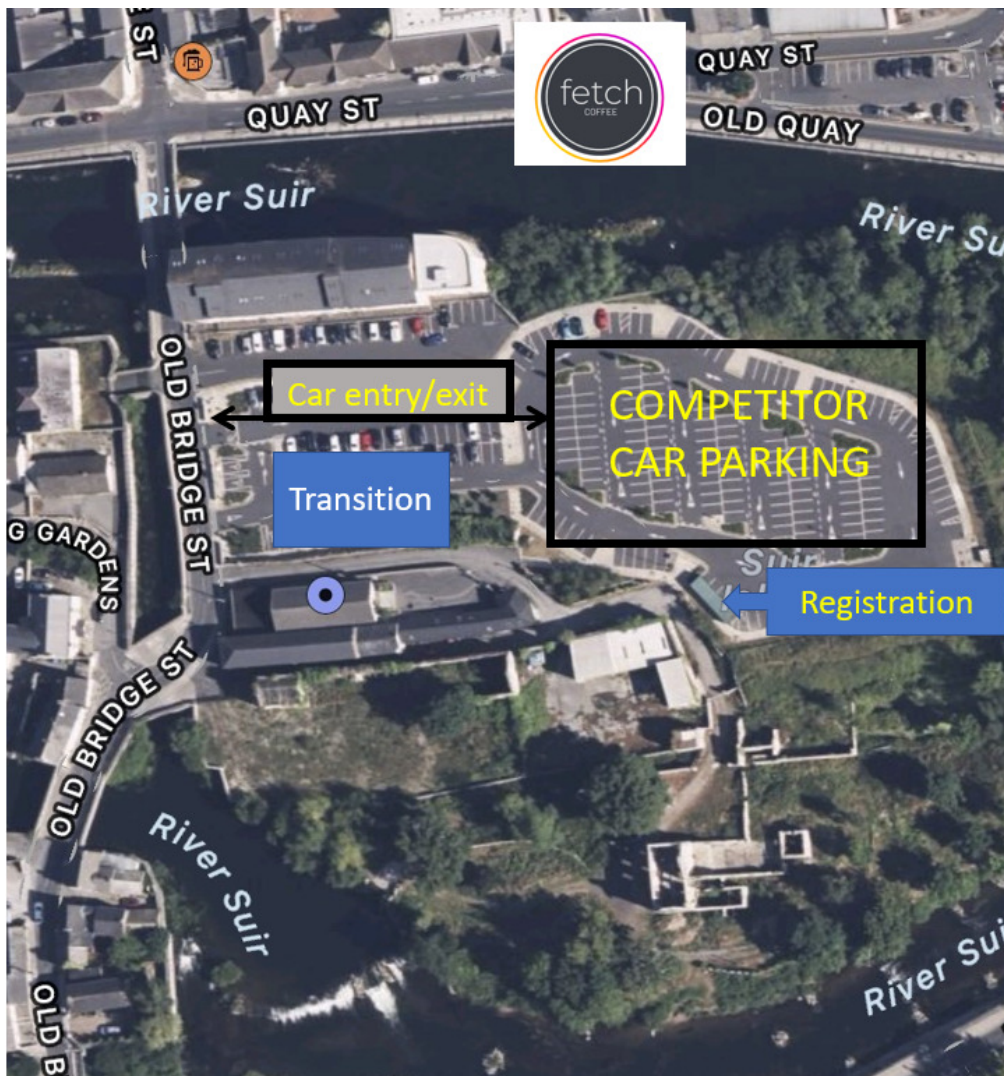 E ST
QUAY ST
fetch
COFFEE
QUAY ST
OLD QUAY
River Suir
River Su
OLD BRIDGE ST
Car entry/exit
COMPETITOR
CAR PARKING
Transition
G GARDENS
Suir
Registration
OLD BRIDGE ST
River Suir
River Sui
OLD B